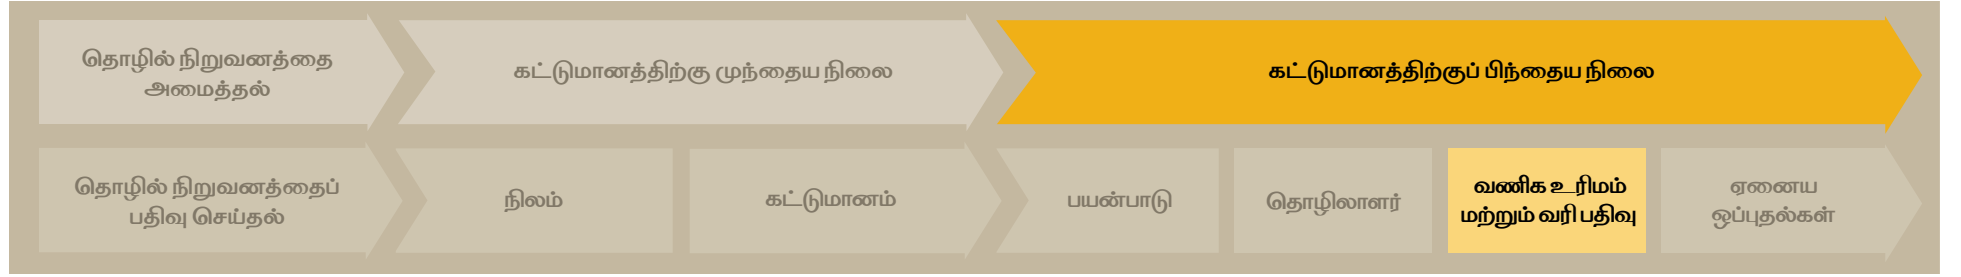 தொழில் நிறுவனத்தை
அமைத்தல்
கட்டுமானத்திற்கு முந்தைய நிலை
கட்டுமானத்திற்குப் பிந்தைய நிலை
தொழில் நிறுவனத்தைப்
பதிவு செய்தல்
நிலம்
கட்டுமானம்
பயன்பாடு
தொழிலாளர்
வணிக உரிமம்
மற்றும் வரி பதிவு
ஏனைய
ஒப்புதல்கள்